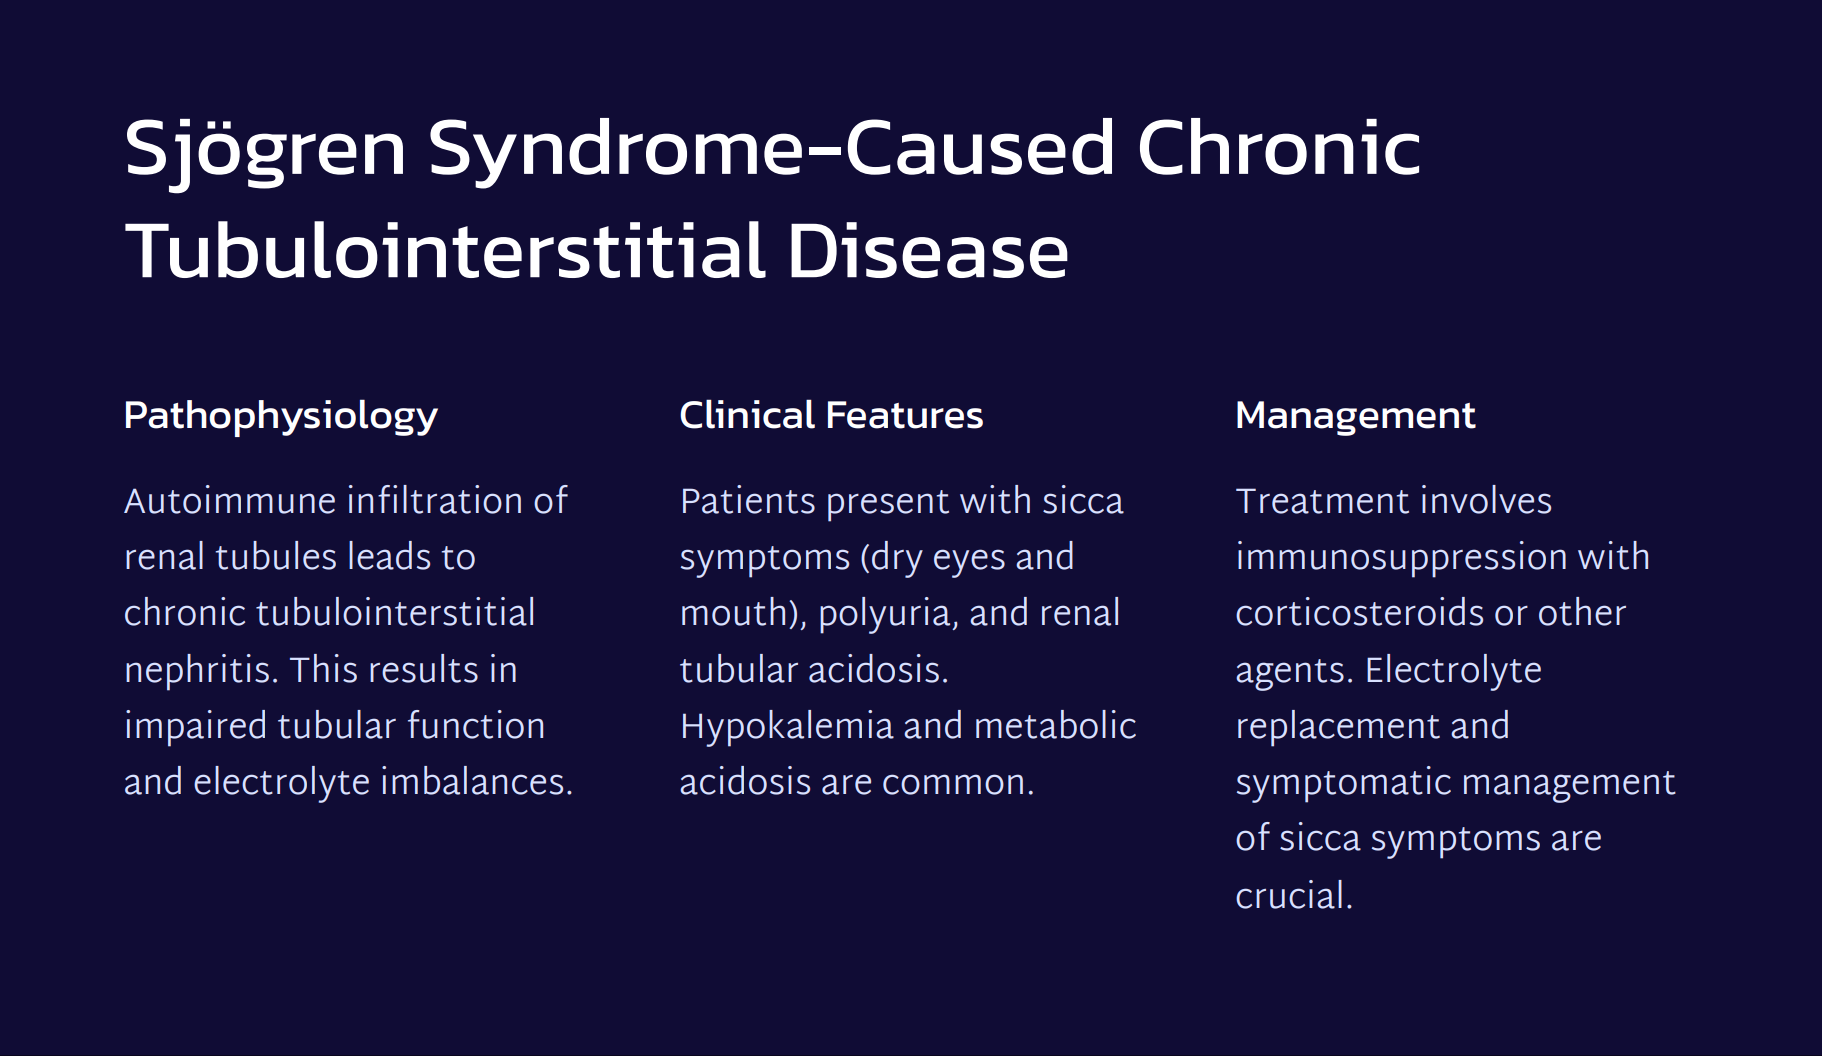 Sjögren Syndrome-Caused Chronic
Tubulointerstitial Disease
Pathophysiology
Autoimmune infiltration of
renal tubules leads to
chronic tubulointerstitial
nephritis. This results in
impaired tubular function
and electrolyte imbalances.
Clinical Features
Patients present with sicca
symptoms (dry eyes and
mouth), polyuria, and renal
tubular acidosis.
Hypokalemia and metabolic
acidosis are common.
Management
Treatment involves
immunosuppression with
corticosteroids or other
agents. Electrolyte
replacement and
symptomatic management
of sicca symptoms are
crucial.